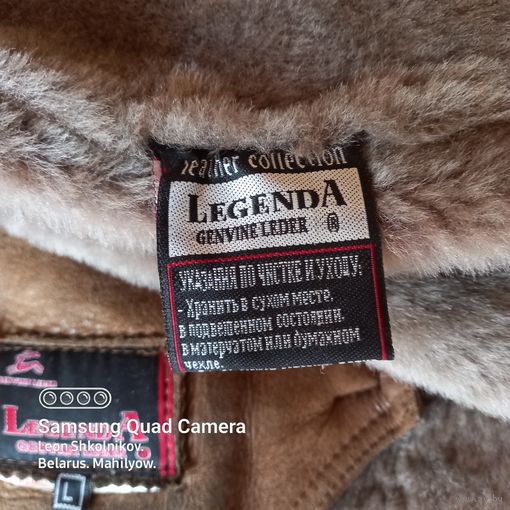 leather collection
LEGENDA
GENVINE LEDER ®
УКАЗАНИЯ ПО ЧИСТКЕ И УХОДУ:
- Хранить в сухом месте,
в подвешенном состоянии,
в матерчатом или бумажном
чехле.
LEGENDA
L
Samsung Quad Camera
Leon Shkolnikov.
Belarus. Mahilyow.